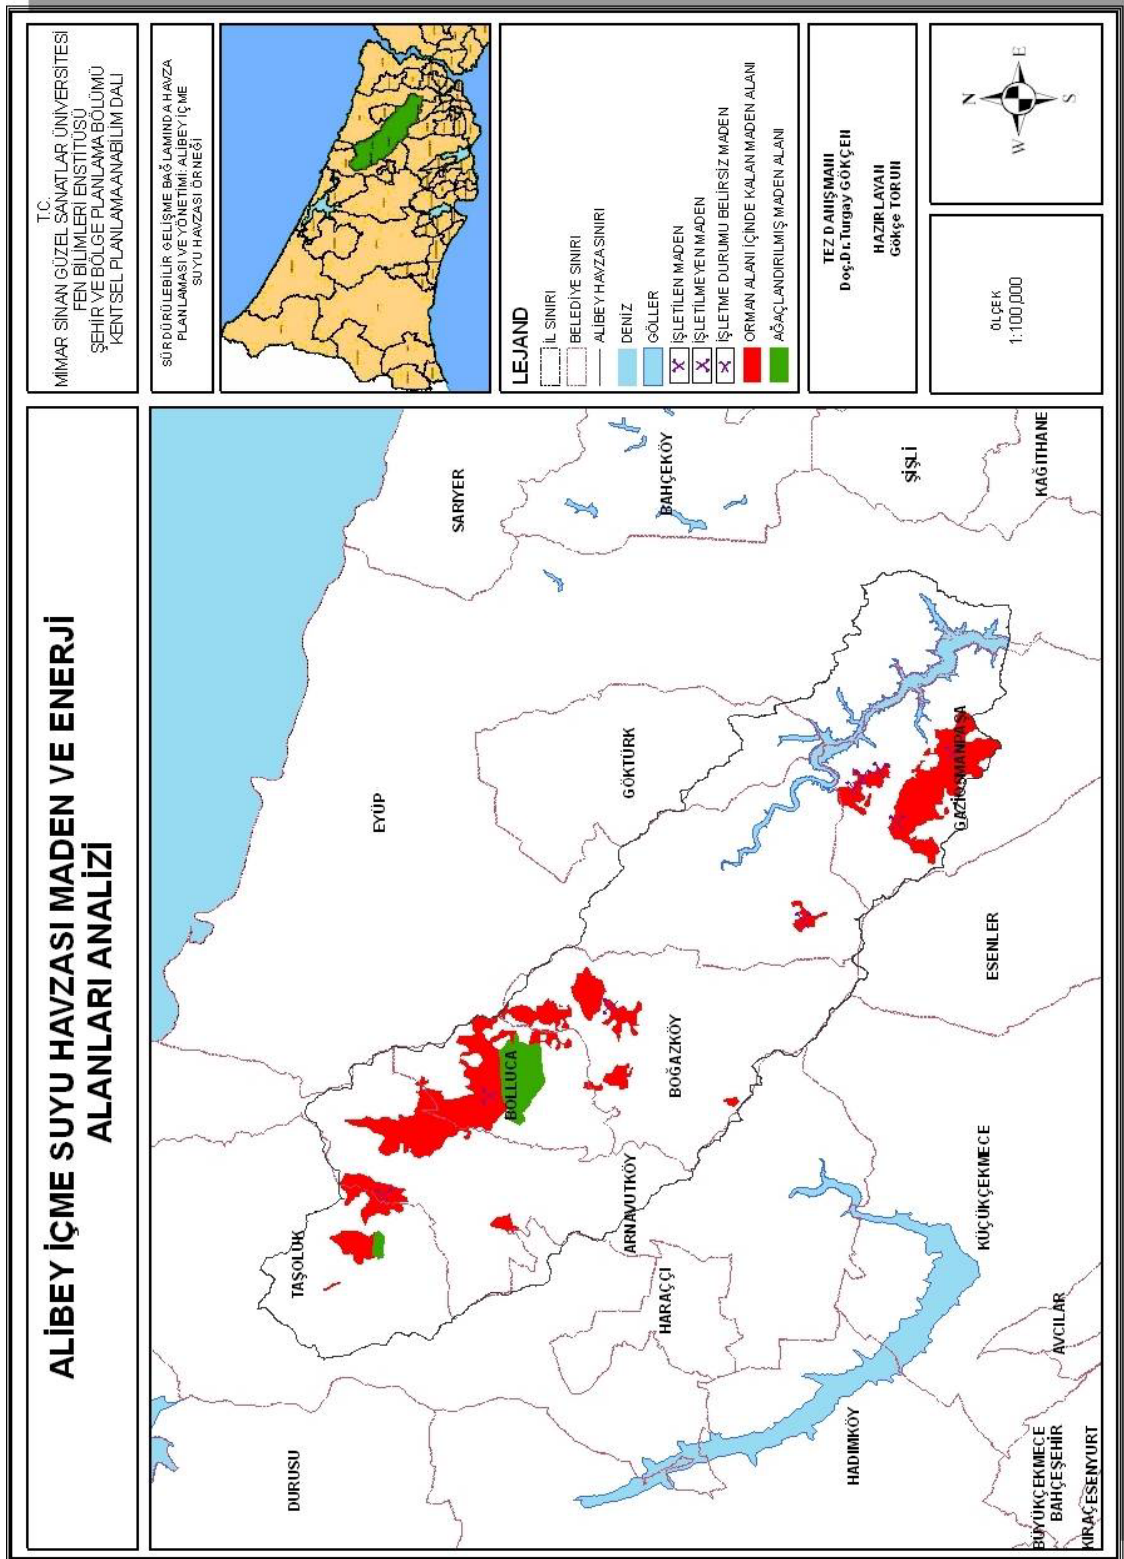 ALİBEY İÇME SUYU HAVZASI MADEN VE ENERJİ
ALANLARI ANALİZİ
T.C.
MİMAR SİNAN GÜZEL SANATLAR ÜNİVERSİTESİ
FEN BİLİMLERİ ENSTİTÜSÜ
ŞEHİR VE BÖLGE PLANLAMA BÖLÜMÜ
KENTSEL PLANLAMA ANABİLİM DALI
SÜRDÜRÜLEBİLİR GELİŞME BAĞLAMINDA HAVZA
PLANLAMASI VE YÖNETİMİ: ALİBEY İÇME
SUYU HAVZASI ÖRNEĞİ
LEJAND
İL SINIRI
BELEDİYE SINIRI
ALİBEY HAVZA SINIRI
DENİZ
GÖLLER
İŞLETİLEN MADEN
İŞLETİLMEYEN MADEN
İŞLETME DURUMU BELİRSİZ MADEN
ORMAN ALANI İÇİNDE KALAN MADEN ALANI
AĞAÇLANDIRILMIŞ MADEN ALANI
TEZ DANIŞMANI
Doç.Dr.Turgay GÖKÇEN
HAZIRLAYAN
Gökçe TORUN
ÖLÇEK
1:100,000
N
W
E
S
DURUSU
TAŞOLUK
EYÜP
SARIYER
BOLLUCA
GÖKTÜRK
BAHÇEKÖY
ARNAVUTKÖY
HARAÇÇI
BOĞAZKÖY
HADIMKÖY
ŞİŞLİ
GAZİOSMANPAŞA
KÜÇÜKÇEKMECE
ESENLER
KAĞITHANE
AVCILAR
BÜYÜKÇEKMECE
BAHÇEŞEHİR
KIRAÇESENYURT